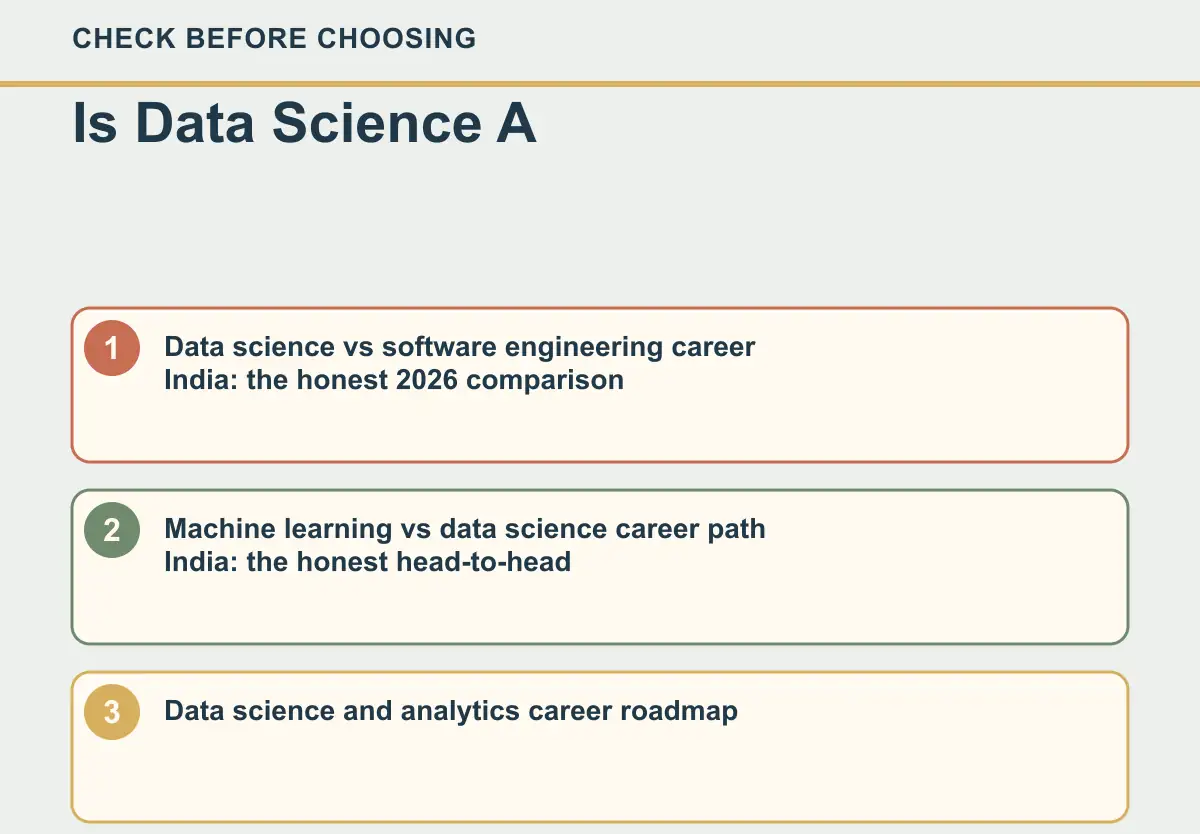 CHECK BEFORE CHOOSING
Is Data Science A
1
Data science vs software engineering career
India: the honest 2026 comparison
2
Machine learning vs data science career path
India: the honest head-to-head
3
Data science and analytics career roadmap